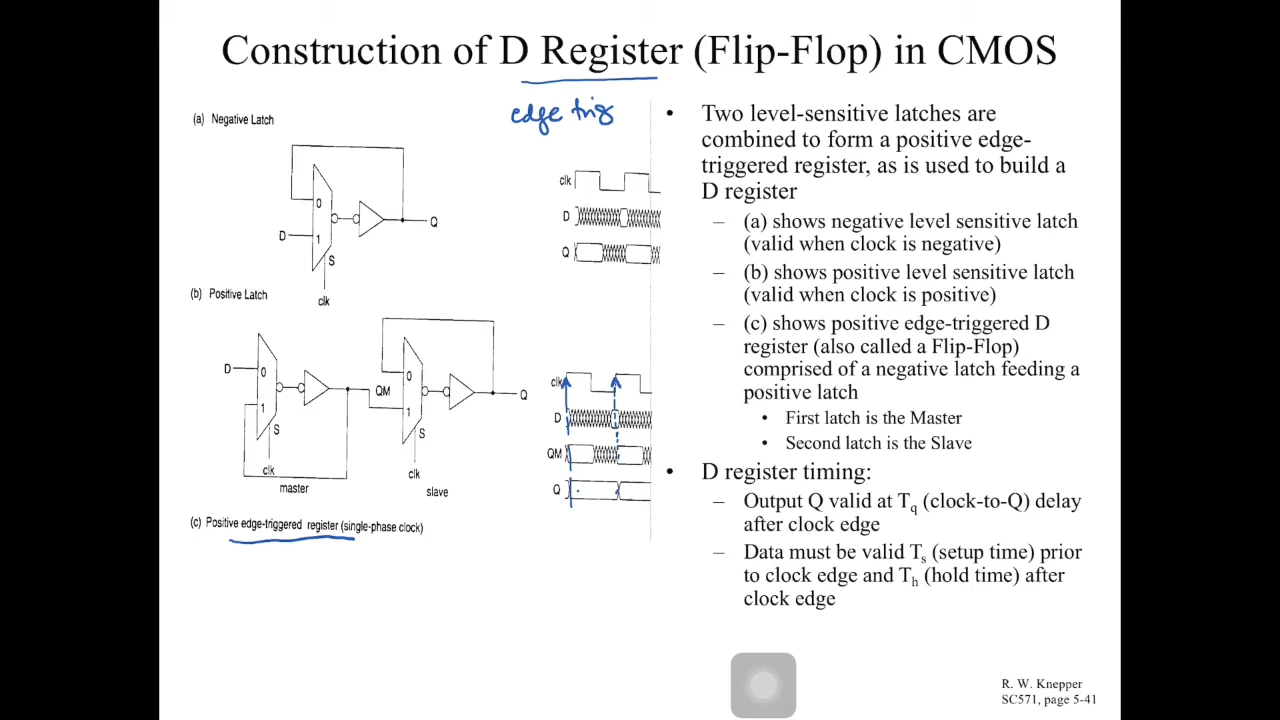 Construction of D Register (Flip-Flop) in CMOS
edge trig
(a) Negative Latch
0
D
1
S
clk
Q
clk
D
Q
(b) Positive Latch
D
0
1
S
clk
master
QM
0
1
S
clk
slave
Q
clk
D
QM
Q
(c) Positive edge-triggered register (single-phase clock)
• Two level-sensitive latches are
combined to form a positive edge-
triggered register, as is used to build a
D register
– (a) shows negative level sensitive latch
(valid when clock is negative)
– (b) shows positive level sensitive latch
(valid when clock is positive)
– (c) shows positive edge-triggered D
register (also called a Flip-Flop)
comprised of a negative latch feeding a
positive latch
• First latch is the Master
• Second latch is the Slave
• D register timing:
– Output Q valid at Tq (clock-to-Q) delay
after clock edge
– Data must be valid Ts (setup time) prior
to clock edge and Th (hold time) after
clock edge
R. W. Knepper
SC571, page 5-41